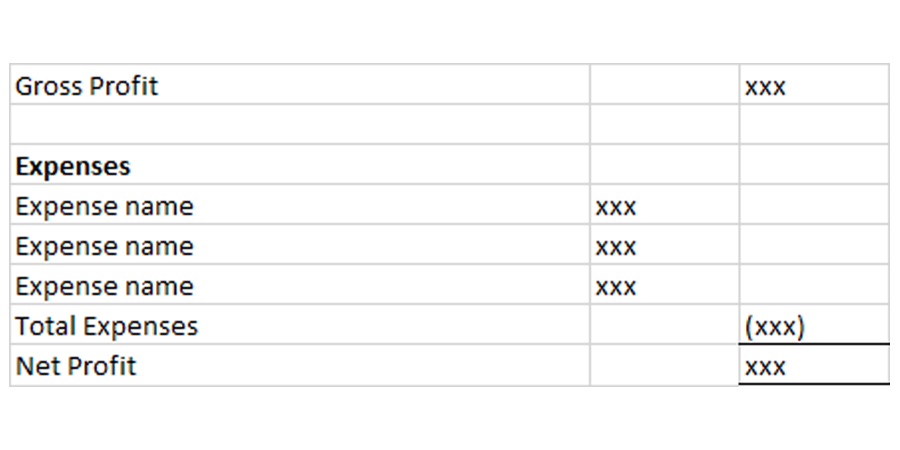 Gross Profit xxx
Expenses
Expense name xxx
Expense name xxx
Expense name xxx
Total Expenses (xxx)
Net Profit xxx